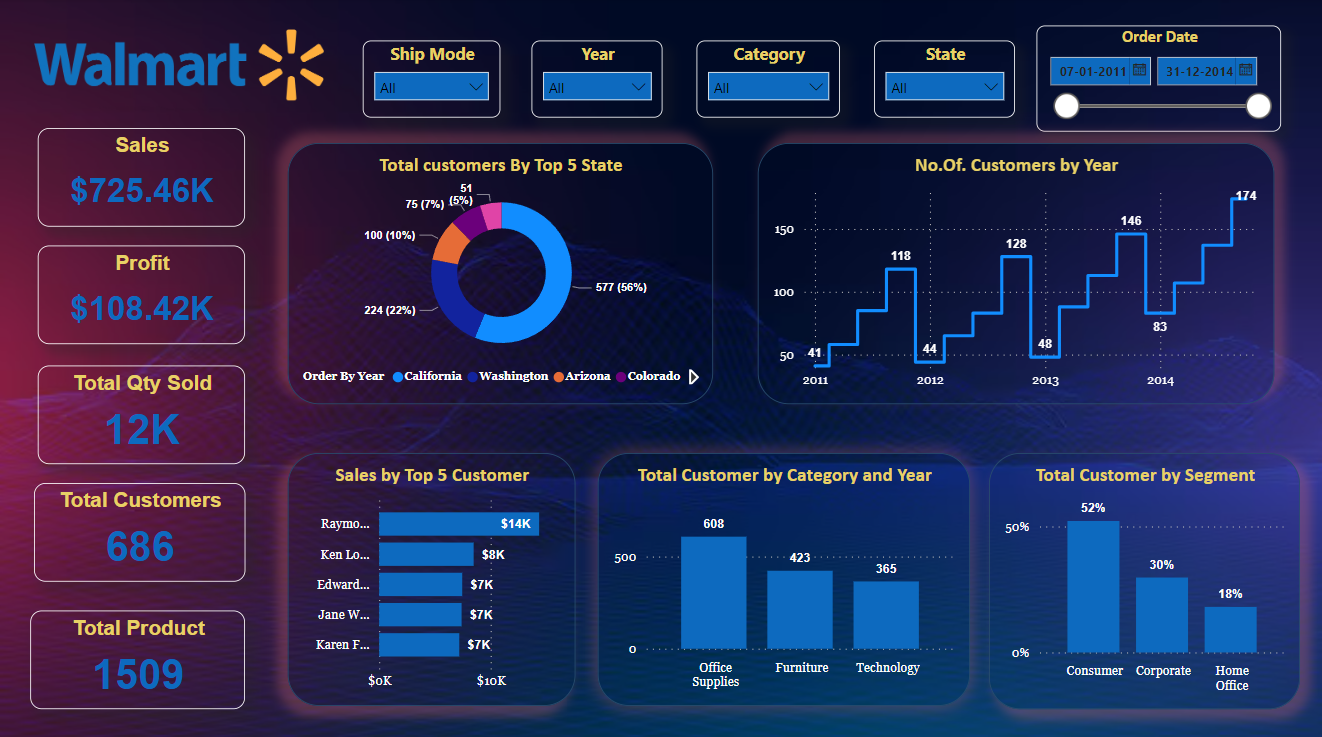 Walmart
Ship Mode
All
Year
All
Category
All
State
All
Order Date
07-01-2011
31-12-2014
Sales
$725.46K
Profit
$108.42K
Total Qty Sold
12K
Total Customers
686
Total Product
1509
Total customers By Top 5 State
51
(5%)
75 (7%)
100 (10%)
224 (22%)
577 (56%)
Order By Year California Washington Arizona Colorado
No.Of. Customers by Year
150
100
50
41
118
44
128
48
146
83
174
2011 2012 2013 2014
Sales by Top 5 Customer
Raymo... $14K
Ken Lo... $8K
Edward... $7K
Jane W... $7K
Karen F... $7K
$0K $10K
Total Customer by Category and Year
500
0
608
423
365
Office
Supplies
Furniture
Technology
Total Customer by Segment
50%
0%
52%
30%
18%
Consumer
Corporate
Home
Office